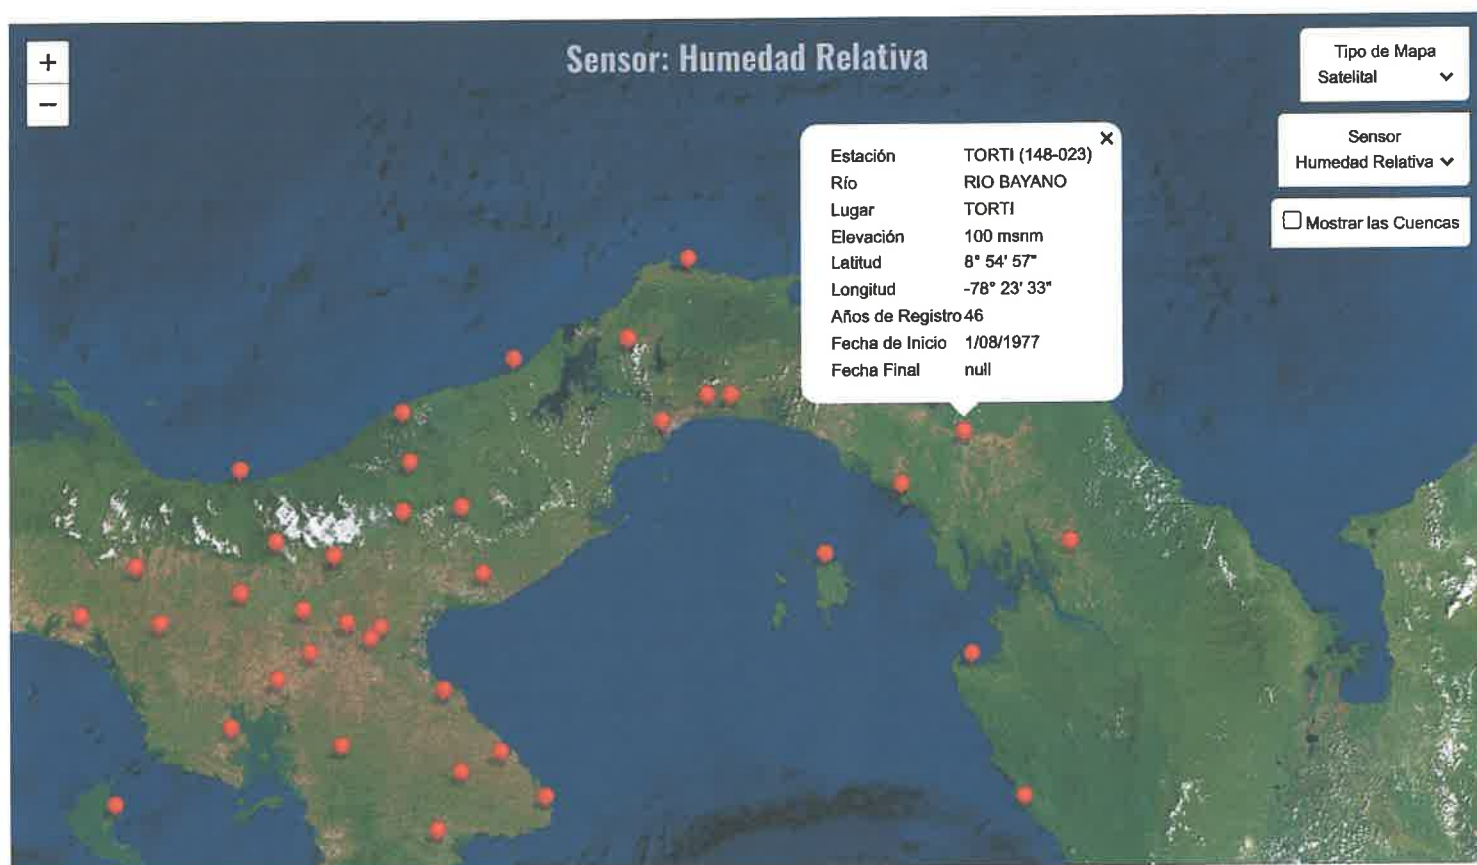 +
−
Sensor: Humedad Relativa
Tipo de Mapa
Satelital
Sensor
Humedad Relativa
Mostrar las Cuencas
×
Estación TORTI (148-023)
Río RIO BAYANO
Lugar TORTI
Elevación 100 msnm
Latitud 8° 54' 57"
Longitud -78° 23' 33"
Años de Registro 46
Fecha de Inicio 1/08/1977
Fecha Final null